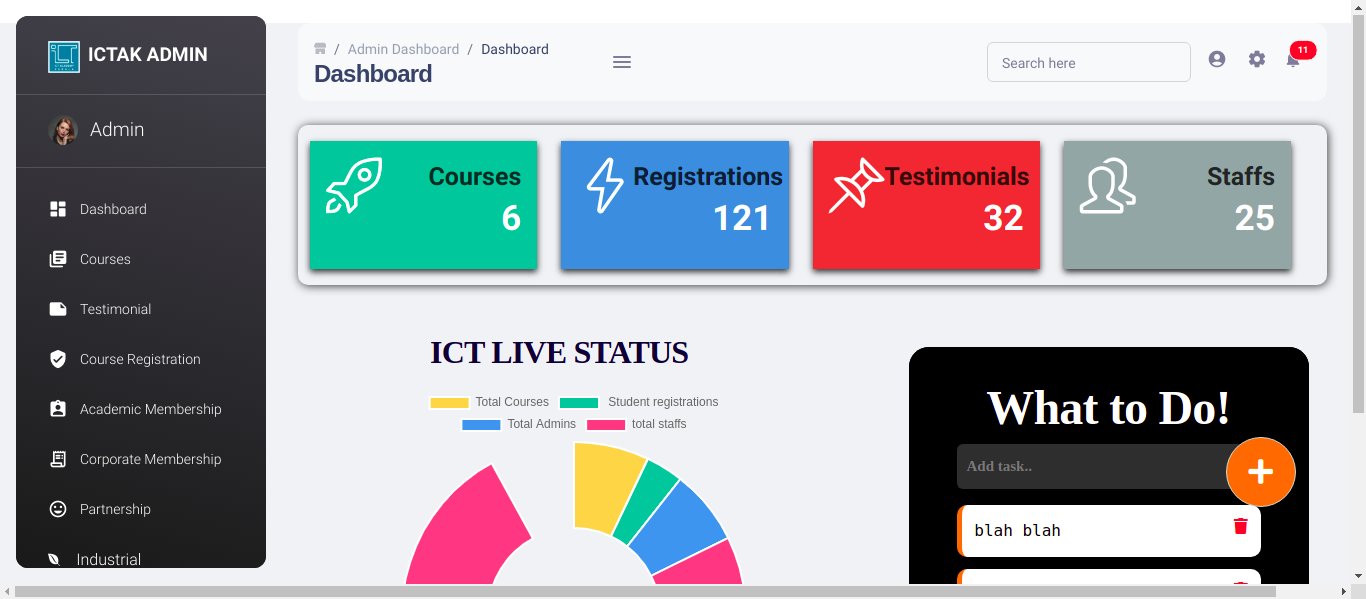 ICTAK ADMIN
Admin
Dashboard
Courses
Testimonial
Course Registration
Academic Membership
Corporate Membership
Partnership
Industrial
/ Admin Dashboard / Dashboard
Dashboard
Search here
11
Courses
6
Registrations
121
Testimonials
32
Staffs
25
ICT LIVE STATUS
Total Courses
Student registrations
Total Admins
total staffs
What to Do!
Add task..
blah blah